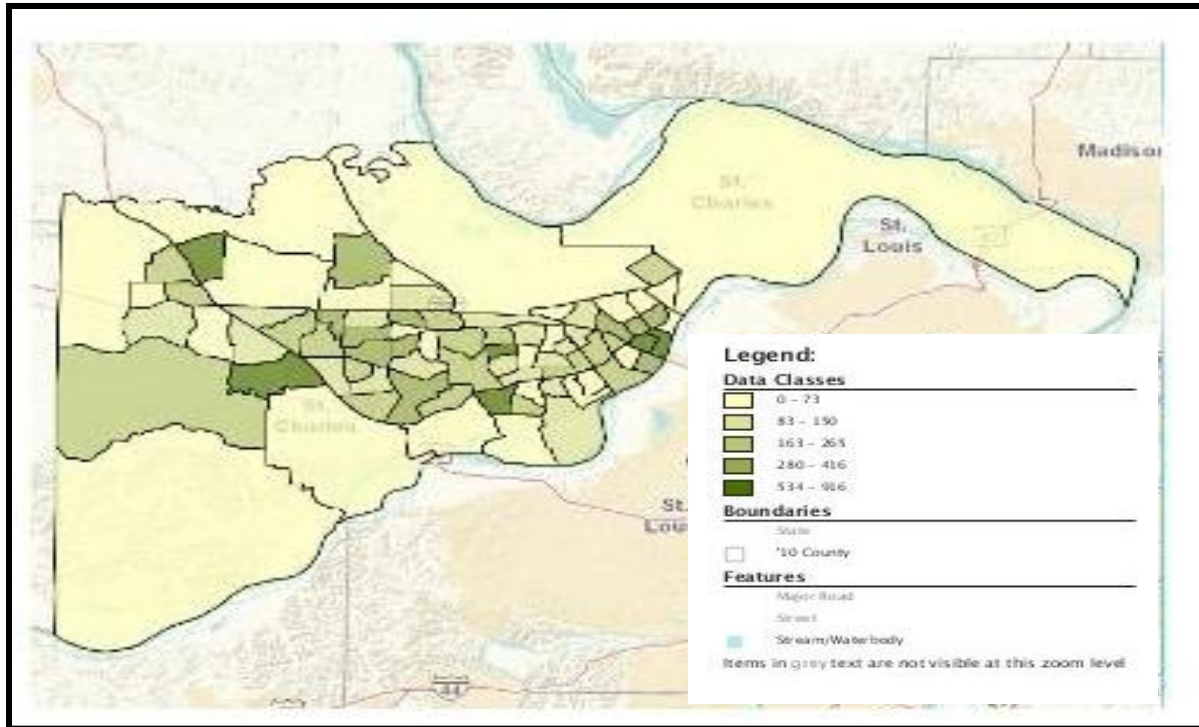 Madison
St.
Charles
St.
Louis
St.
Charles
St.
Legend:
Data Classes
0 - 73
83 - 150
163 - 265
280 - 416
534 - 916
Boundaries
State
'10 County
Features
Major Road
Street
Stream/Waterbody
Items in grey text are not visible at this zoom level
44